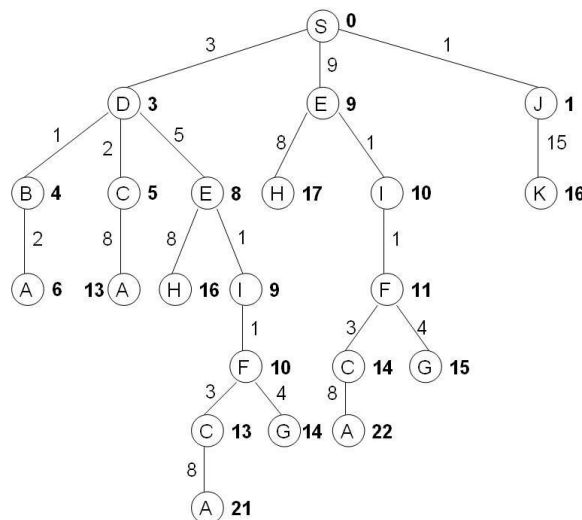 S 0
3 9 1
D 3 E 9 J 1
1 2 5 8 1 15
B 4 C 5 E 8 H 17 I 10 K 16
2 8 8 1 1
A 6 13 A H 16 I 9 F 11
1 3 4
F 10 C 14 G 15
3 4 8
C 13 G 14 A 22
8
A 21